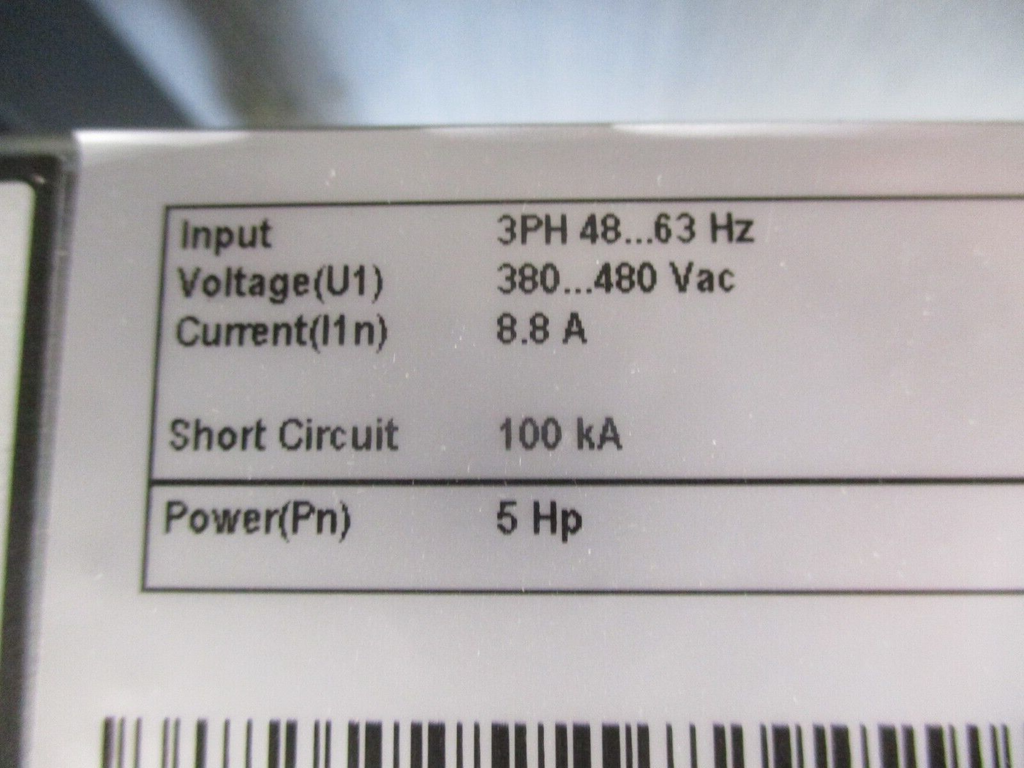 Input 3PH 48...63 Hz
Voltage(U1) 380...480 Vac
Current(I1n) 8.8 A
Short Circuit 100 kA
Power(Pn) 5 Hp